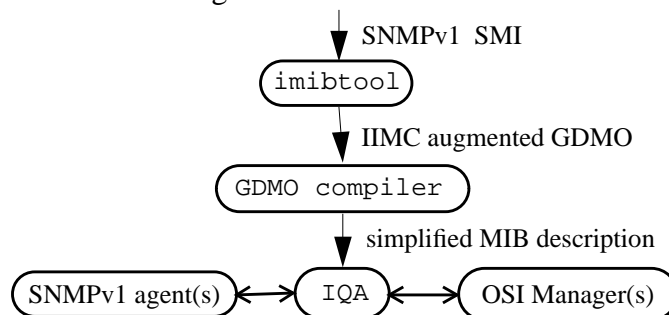 SNMPv1 SMI
imibtool
IIMC augmented GDMO
GDMO compiler
simplified MIB description
SNMPv1 agent(s) IQA OSI Manager(s)